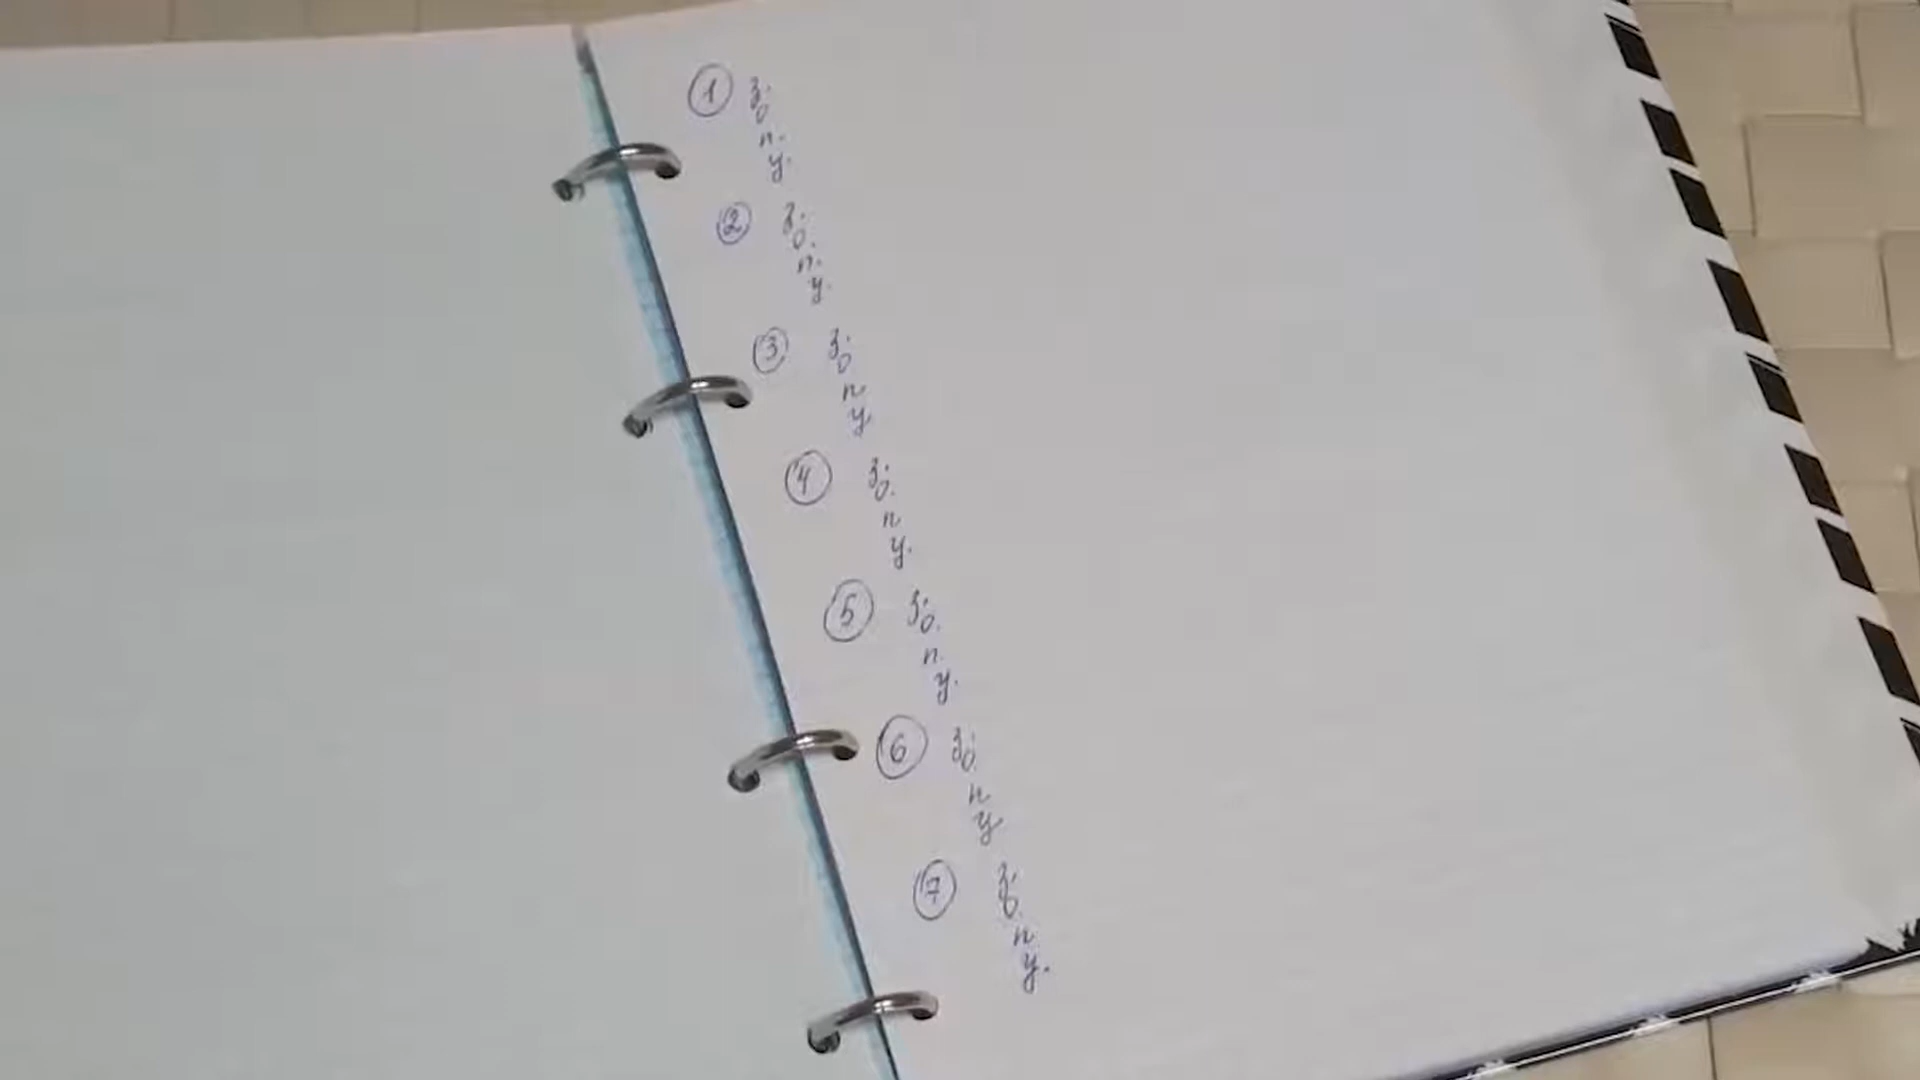 1 з.
о
п.
у.
2 з.
о.
п.
у.
3 з.
о
п
у
4 з.
о.
п
у.
5 з.
о.
п.
у.
6 з.
о.
п
у
7 з.
о.
п
у.